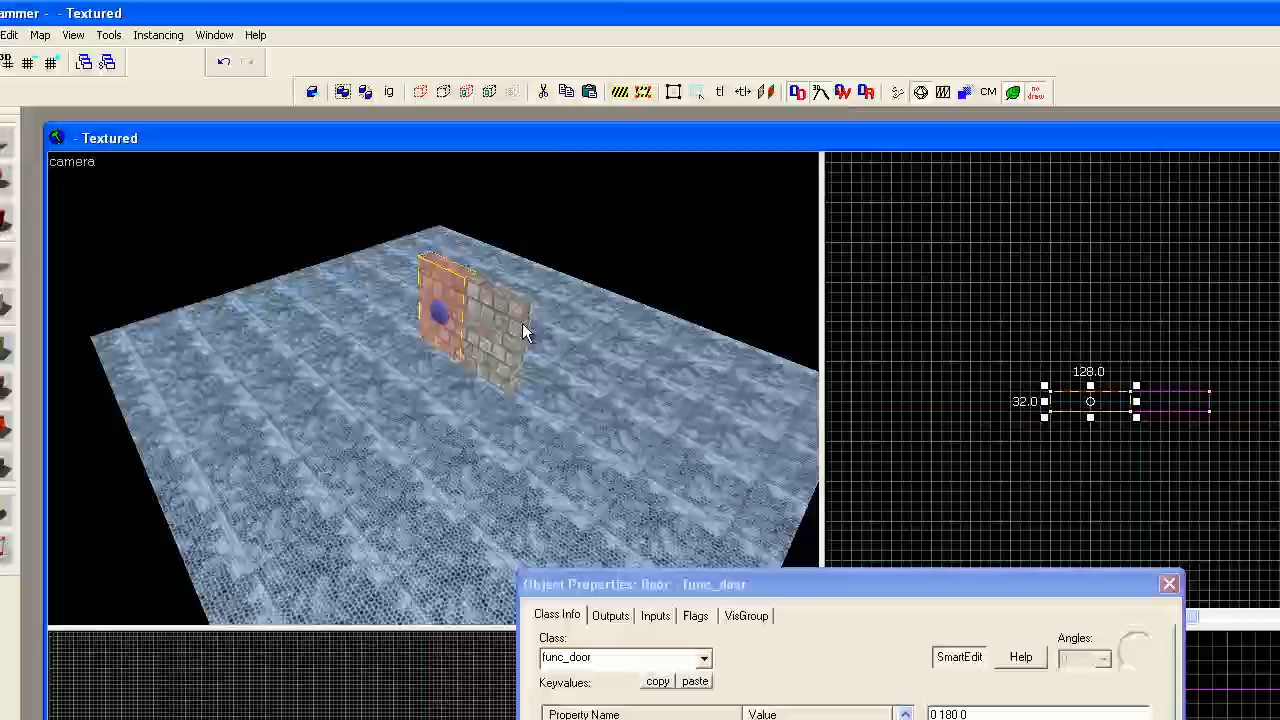 ammer - - Textured
Edit Map View Tools Instancing Window Help
ig tl CM no draw
- Textured
camera
128.0
32.0
Object Properties: Door - func_door
Class Info Outputs Inputs Flags VisGroup
Class:
func_door
SmartEdit Help
Angles:
Keyvalues: copy paste
Property Name Value
0 180 0